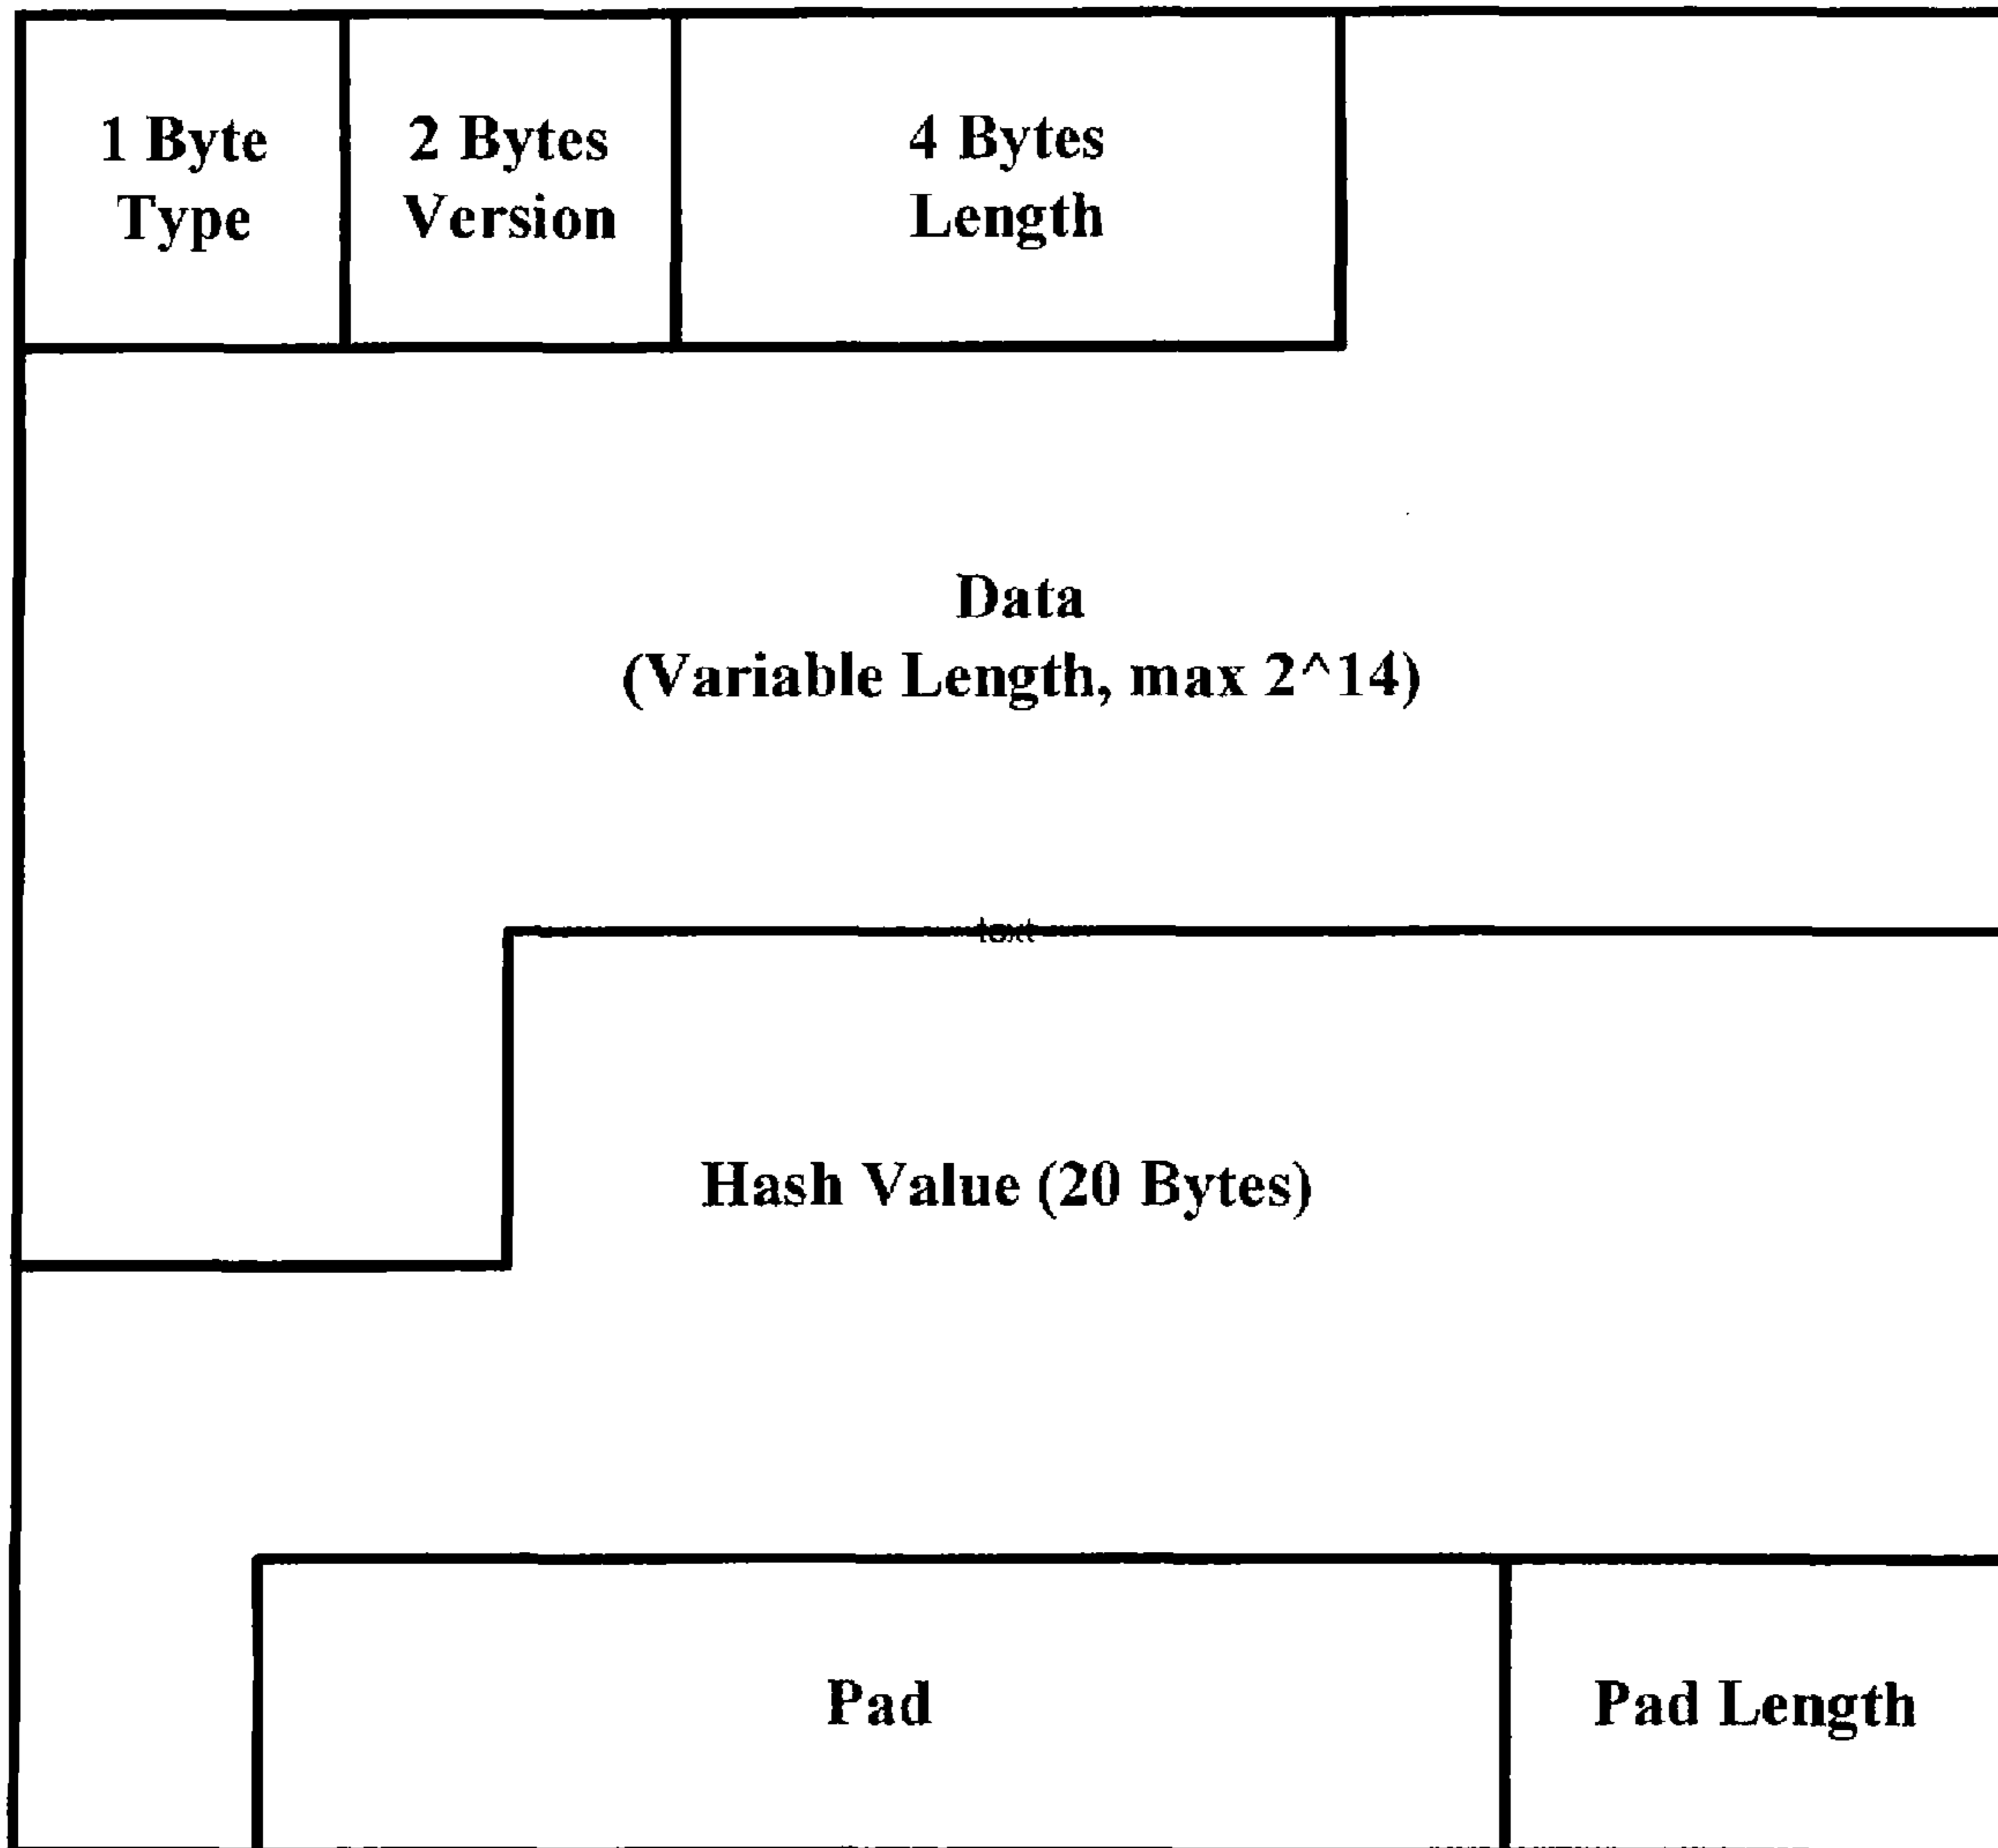 1 Byte
Type
2 Bytes
Version
4 Bytes
Length
Data
(Variable Length, max 2^14)
text
Hash Value (20 Bytes)
Pad
Pad Length